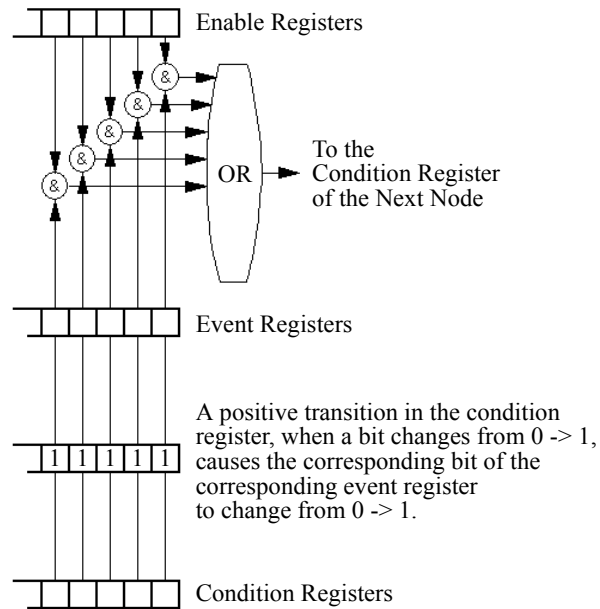 Enable Registers
&
&
&
&
&
OR
To the
Condition Register
of the Next Node
Event Registers
1 1 1 1 1
A positive transition in the condition
register, when a bit changes from 0 -> 1,
causes the corresponding bit of the
corresponding event register
to change from 0 -> 1.
Condition Registers